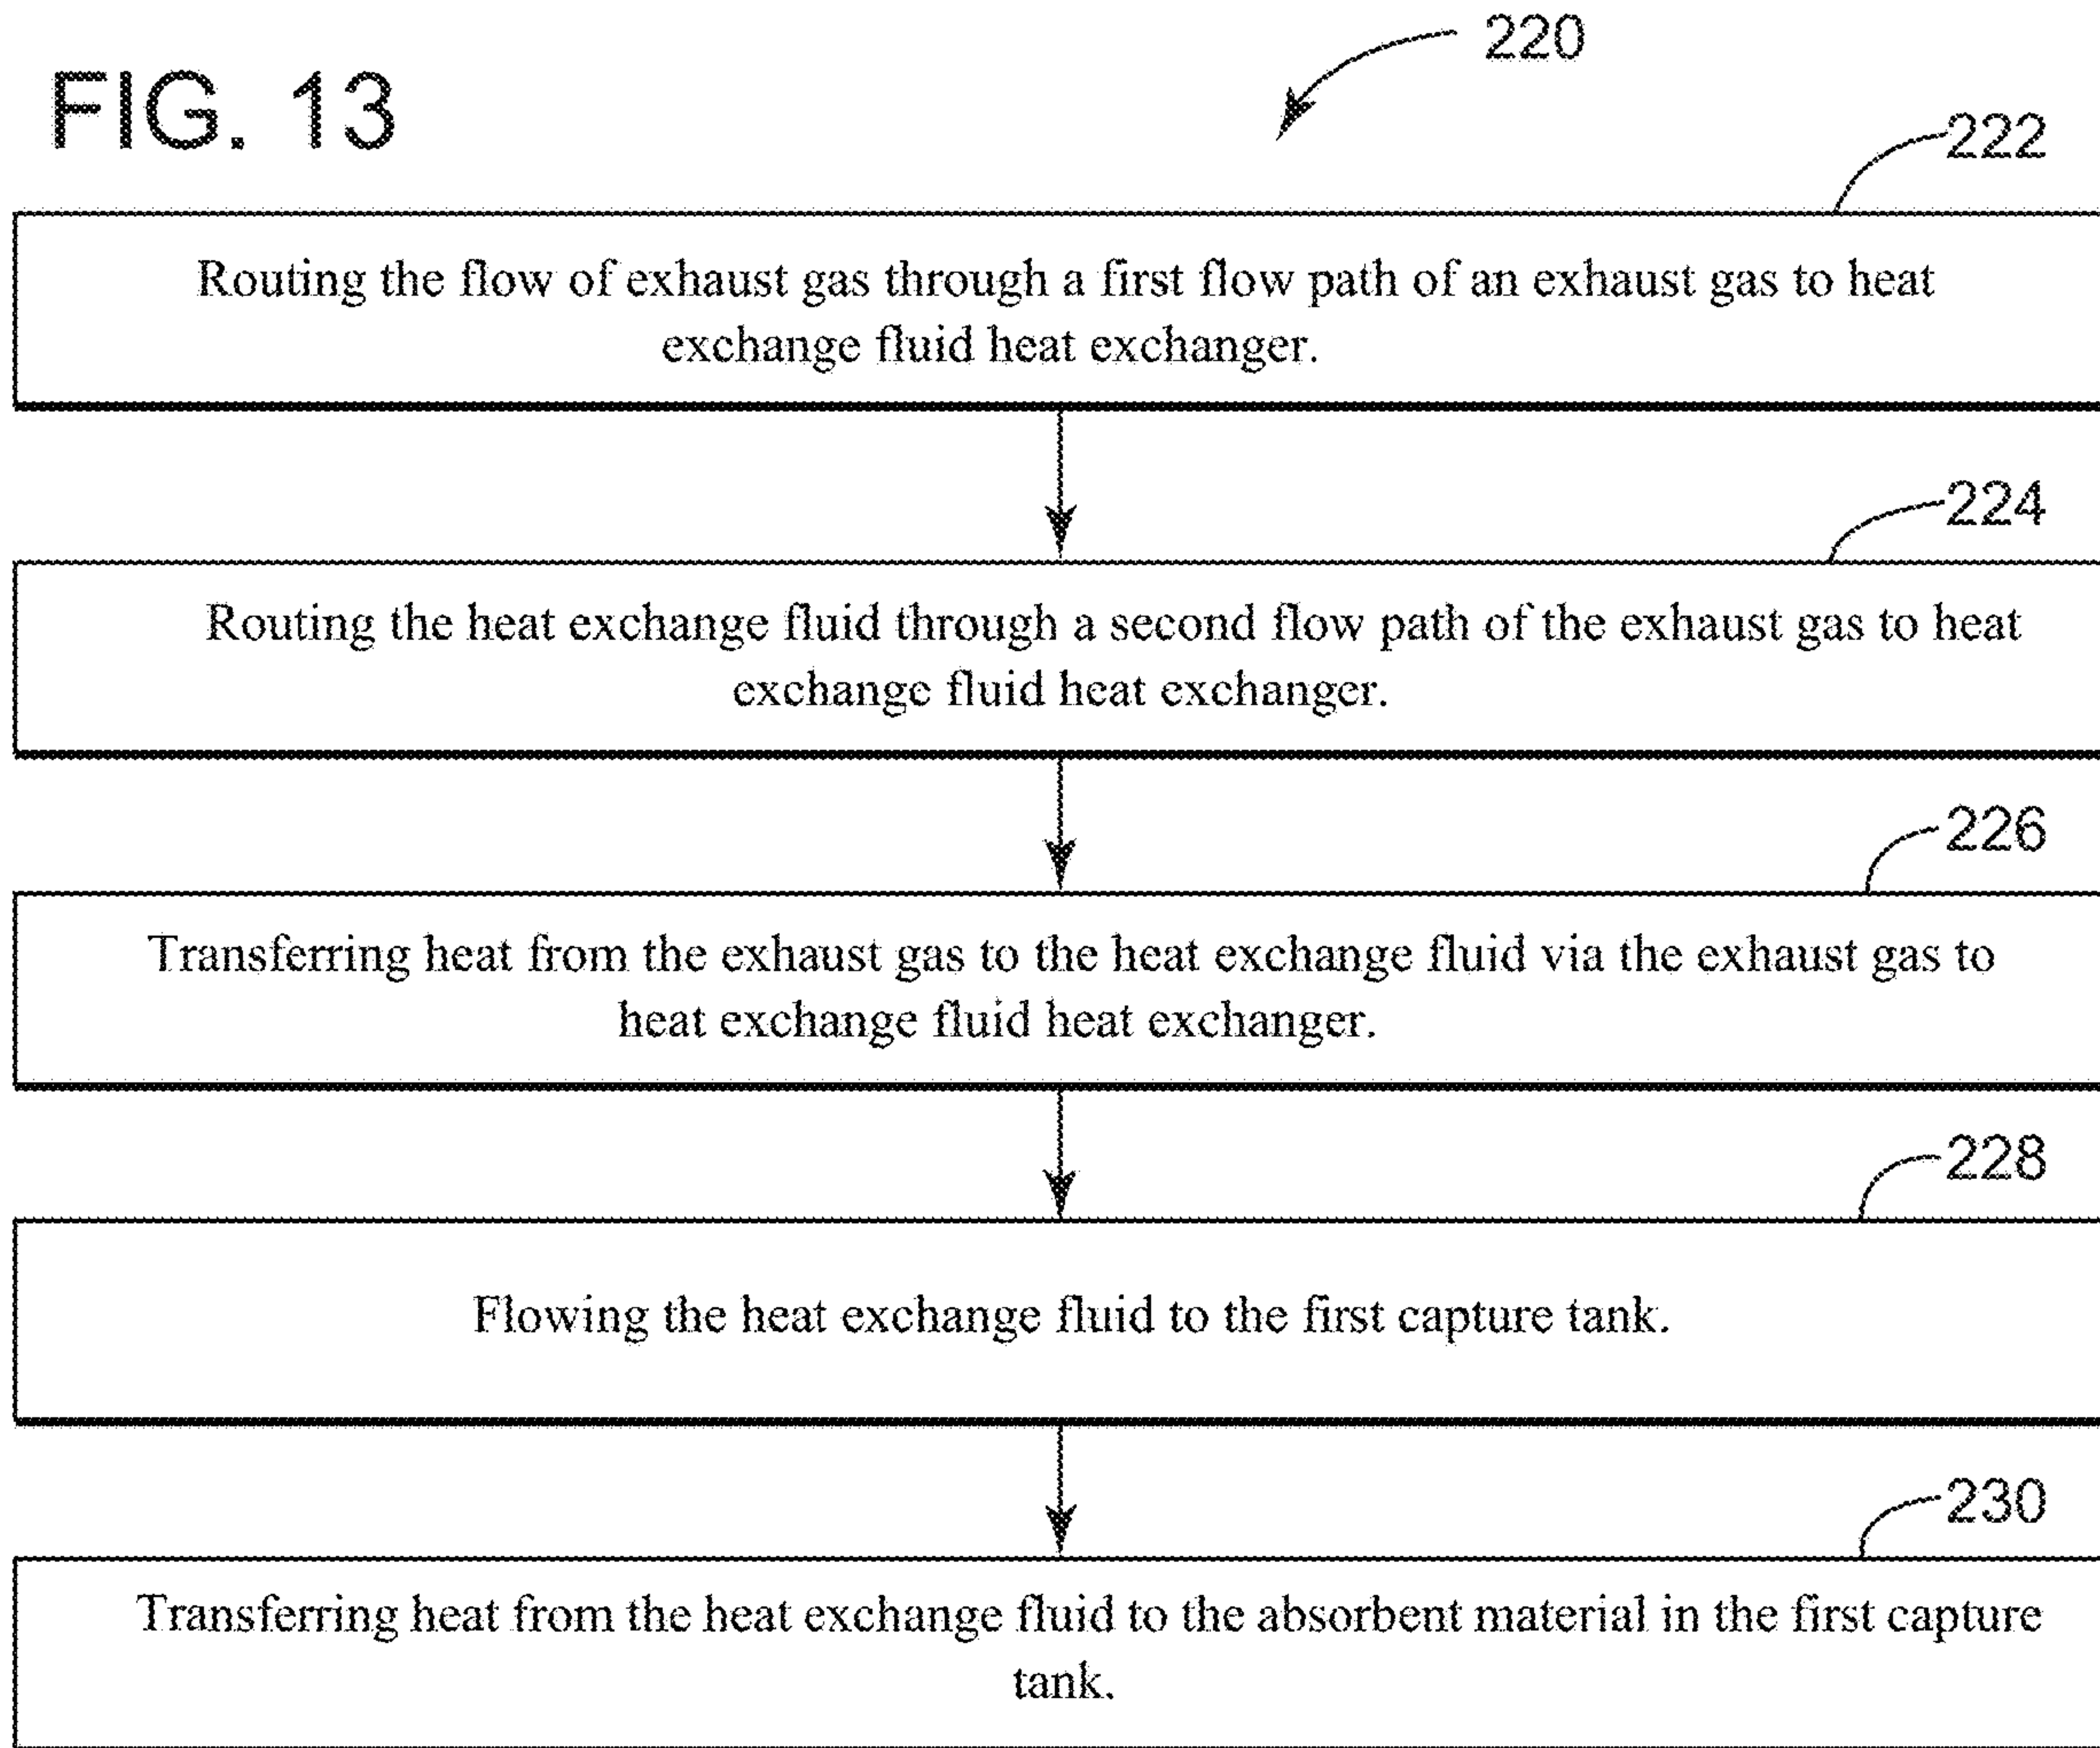 220
FIG. 13
222
Routing the flow of exhaust gas through a first flow path of an exhaust gas to heat
exchange fluid heat exchanger.
224
Routing the heat exchange fluid through a second flow path of the exhaust gas to heat
exchange fluid heat exchanger.
226
Transferring heat from the exhaust gas to the heat exchange fluid via the exhaust gas to
heat exchange fluid heat exchanger.
228
Flowing the heat exchange fluid to the first capture tank.
230
Transferring heat from the heat exchange fluid to the absorbent material in the first capture
tank.